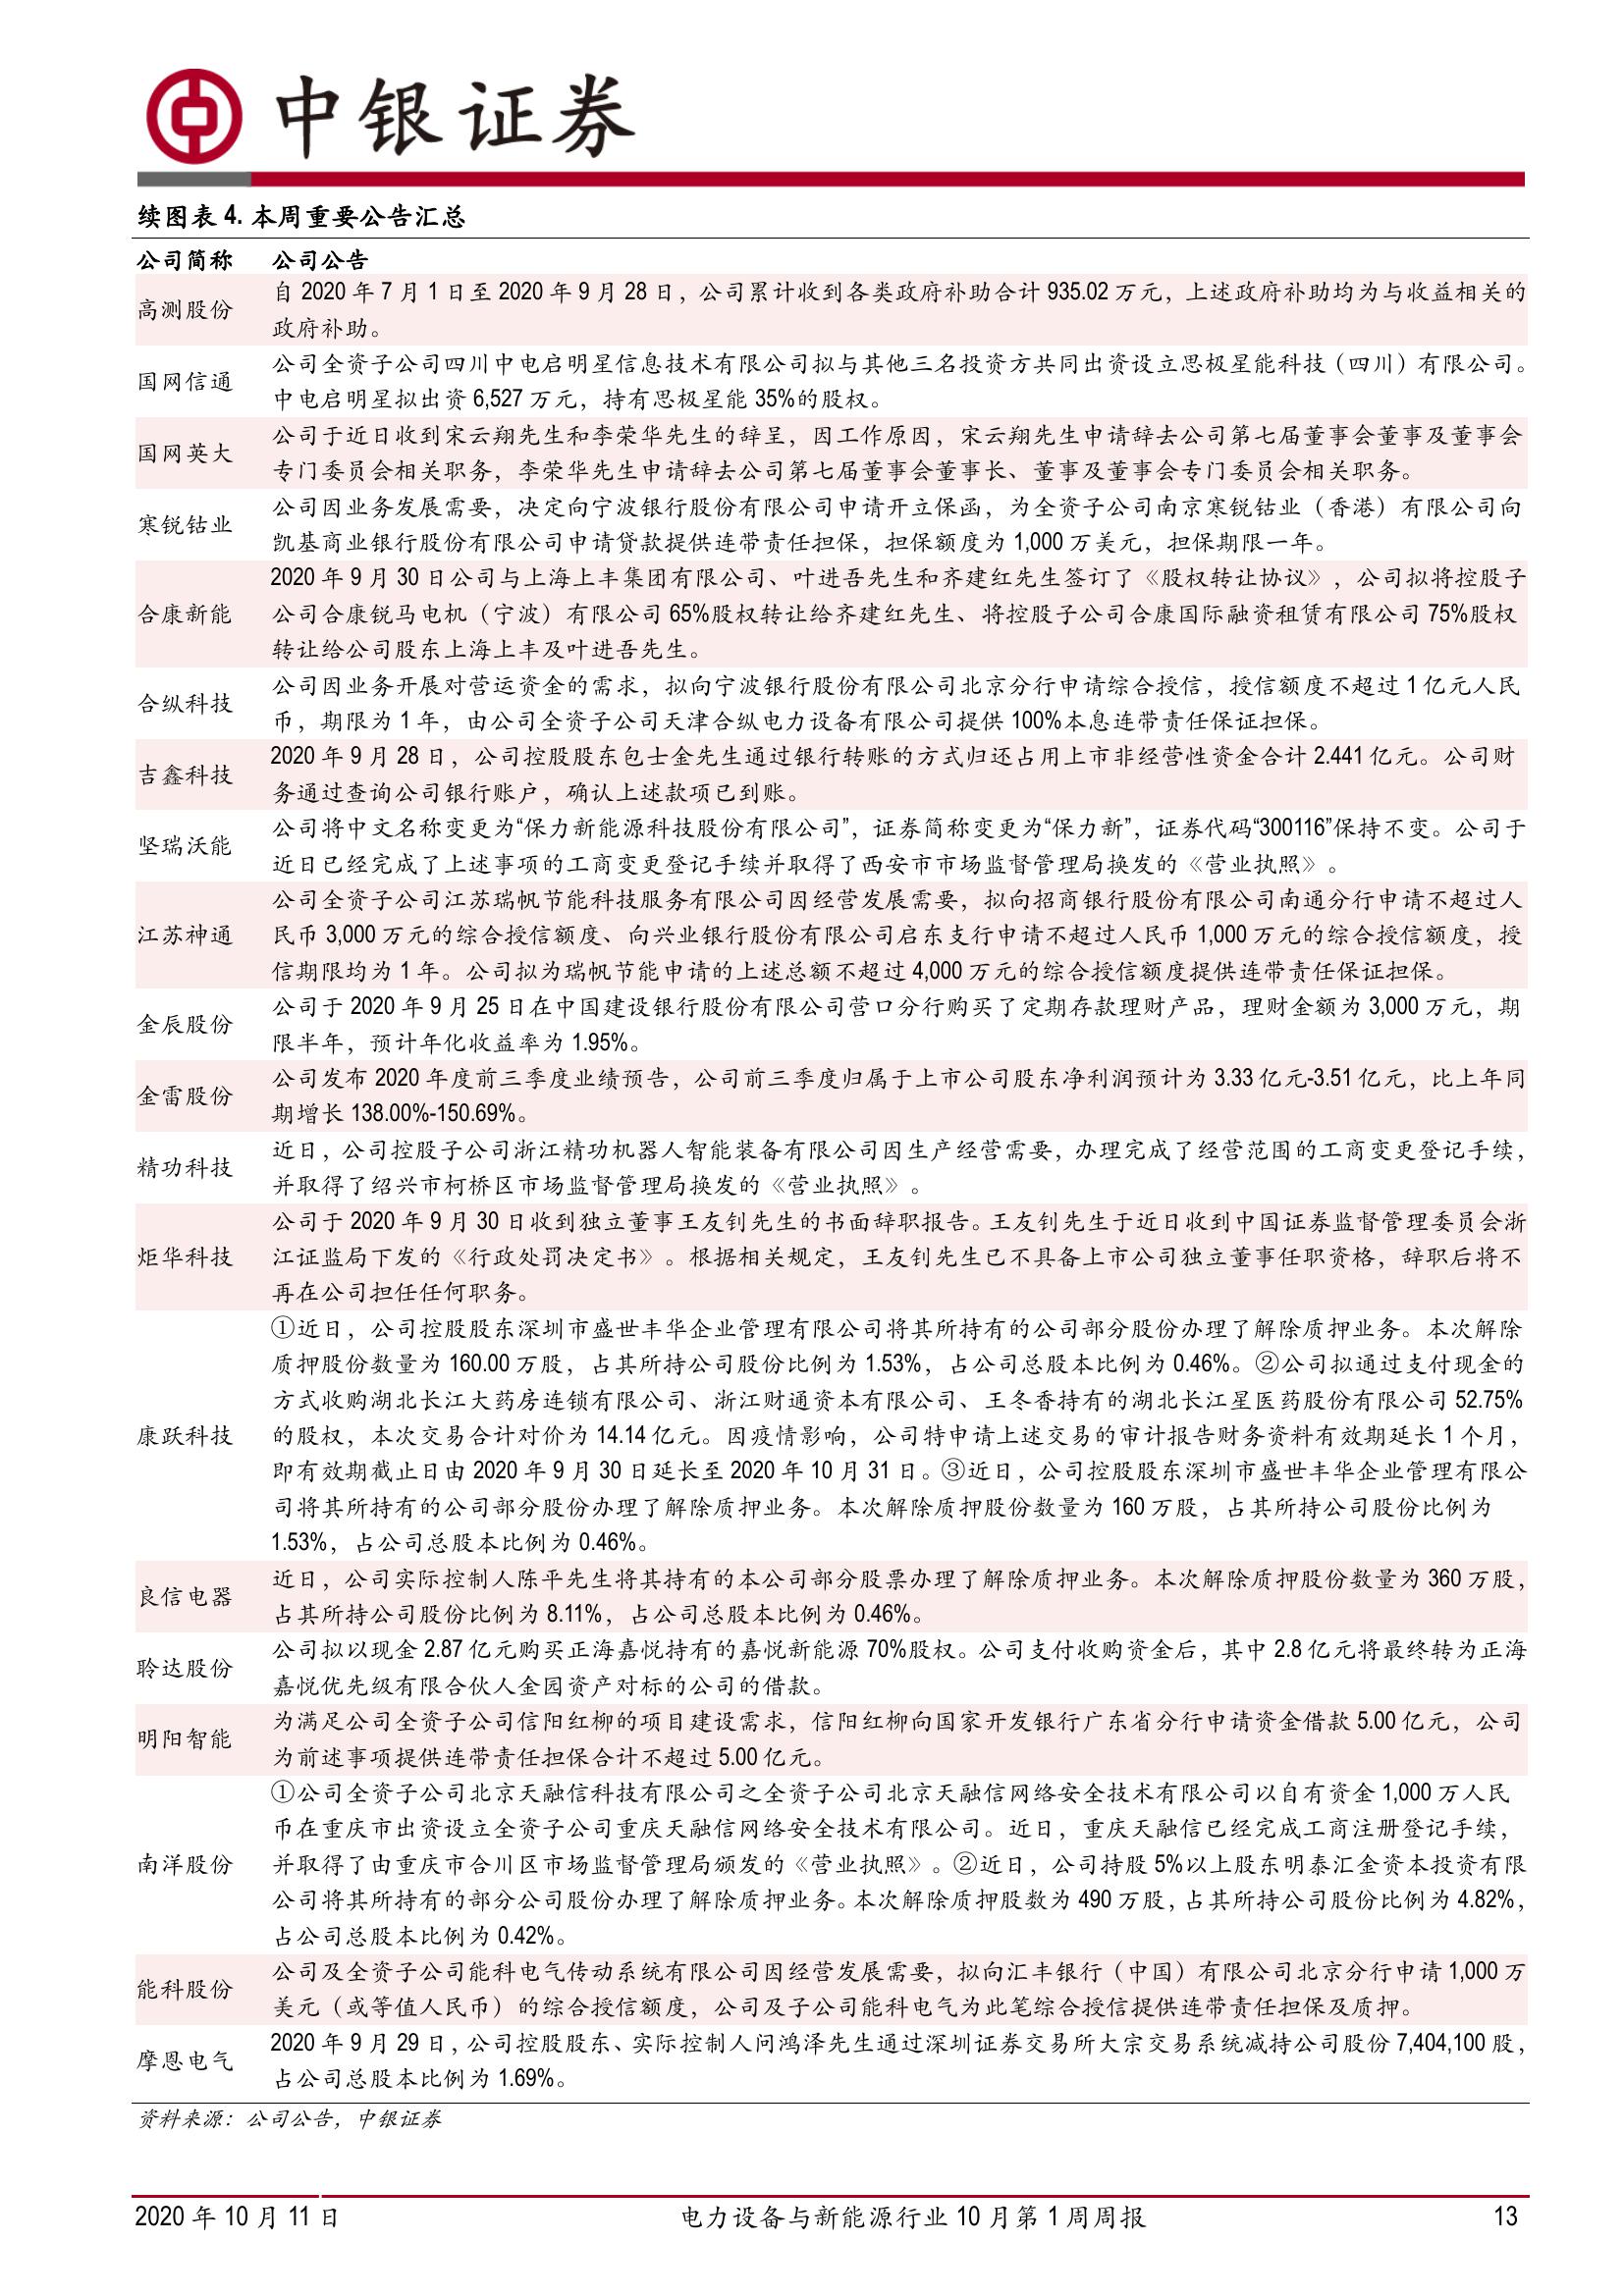 中银证券
续图表 4. 本周重要公告汇总
公司简称 公司公告
高测股份
自 2020 年 7 月 1 日至 2020 年 9 月 28 日，公司累计收到各类政府补助合计 935.02 万元，上述政府补助均为与收益相关的
政府补助。
国网信通
公司全资子公司四川中电启明星信息技术有限公司拟与其他三名投资方共同出资设立思极星能科技（四川）有限公司。
中电启明星拟出资 6,527 万元，持有思极星能 35%的股权。
国网英大
公司于近日收到宋云翔先生和李荣华先生的辞呈，因工作原因，宋云翔先生申请辞去公司第七届董事会董事及董事会
专门委员会相关职务，李荣华先生申请辞去公司第七届董事会董事长、董事及董事会专门委员会相关职务。
寒锐钴业
公司因业务发展需要，决定向宁波银行股份有限公司申请开立保函，为全资子公司南京寒锐钴业（香港）有限公司向
凯基商业银行股份有限公司申请贷款提供连带责任担保，担保额度为 1,000 万美元，担保期限一年。
合康新能
2020 年 9 月 30 日公司与上海上丰集团有限公司、叶进吾先生和齐建红先生签订了《股权转让协议》，公司拟将控股子
公司合康锐马电机（宁波）有限公司 65%股权转让给齐建红先生、将控股子公司合康国际融资租赁有限公司 75%股权
转让给公司股东上海上丰及叶进吾先生。
合纵科技
公司因业务开展对营运资金的需求，拟向宁波银行股份有限公司北京分行申请综合授信，授信额度不超过 1 亿元人民
币，期限为 1 年，由公司全资子公司天津合纵电力设备有限公司提供 100%本息连带责任保证担保。
吉鑫科技
2020 年 9 月 28 日，公司控股股东包士金先生通过银行转账的方式归还占用上市非经营性资金合计 2.441 亿元。公司财
务通过查询公司银行账户，确认上述款项已到账。
坚瑞沃能
公司将中文名称变更为“保力新能源科技股份有限公司”，证券简称变更为“保力新”，证券代码“300116”保持不变。公司于
近日已经完成了上述事项的工商变更登记手续并取得了西安市市场监督管理局换发的《营业执照》。
江苏神通
公司全资子公司江苏瑞帆节能科技服务有限公司因经营发展需要，拟向招商银行股份有限公司南通分行申请不超过人
民币 3,000 万元的综合授信额度、向兴业银行股份有限公司启东支行申请不超过人民币 1,000 万元的综合授信额度，授
信期限均为 1 年。公司拟为瑞帆节能申请的上述总额不超过 4,000 万元的综合授信额度提供连带责任保证担保。
金辰股份
公司于 2020 年 9 月 25 日在中国建设银行股份有限公司营口分行购买了定期存款理财产品，理财金额为 3,000 万元，期
限半年，预计年化收益率为 1.95%。
金雷股份
公司发布 2020 年度前三季度业绩预告，公司前三季度归属于上市公司股东净利润预计为 3.33 亿元-3.51 亿元，比上年同
期增长 138.00%-150.69%。
精功科技
近日，公司控股子公司浙江精功机器人智能装备有限公司因生产经营需要，办理完成了经营范围的工商变更登记手续，
并取得了绍兴市柯桥区市场监督管理局换发的《营业执照》。
炬华科技
公司于 2020 年 9 月 30 日收到独立董事王友钊先生的书面辞职报告。王友钊先生于近日收到中国证券监督管理委员会浙
江证监局下发的《行政处罚决定书》。根据相关规定，王友钊先生已不具备上市公司独立董事任职资格，辞职后将不
再在公司担任任何职务。
康跃科技
①近日，公司控股股东深圳市盛世丰华企业管理有限公司将其所持有的公司部分股份办理了解除质押业务。本次解除
质押股份数量为 160.00 万股，占其所持公司股份比例为 1.53%，占公司总股本比例为 0.46%。②公司拟通过支付现金的
方式收购湖北长江大药房连锁有限公司、浙江财通资本有限公司、王冬香持有的湖北长江星医药股份有限公司 52.75%
的股权，本次交易合计对价为 14.14 亿元。因疫情影响，公司特申请上述交易的审计报告财务资料有效期延长 1 个月，
即有效期截止日由 2020 年 9 月 30 日延长至 2020 年 10 月 31 日。③近日，公司控股股东深圳市盛世丰华企业管理有限公
司将其所持有的公司部分股份办理了解除质押业务。本次解除质押股份数量为 160 万股，占其所持公司股份比例为
1.53%，占公司总股本比例为 0.46%。
良信电器
近日，公司实际控制人陈平先生将其持有的本公司部分股票办理了解除质押业务。本次解除质押股份数量为 360 万股，
占其所持公司股份比例为 8.11%，占公司总股本比例为 0.46%。
聆达股份
公司拟以现金 2.87 亿元购买正海嘉悦持有的嘉悦新能源 70%股权。公司支付收购资金后，其中 2.8 亿元将最终转为正海
嘉悦优先级有限合伙人金园资产对标的公司的借款。
明阳智能
为满足公司全资子公司信阳红柳的项目建设需求，信阳红柳向国家开发银行广东省分行申请资金借款 5.00 亿元，公司
为前述事项提供连带责任担保合计不超过 5.00 亿元。
南洋股份
①公司全资子公司北京天融信科技有限公司之全资子公司北京天融信网络安全技术有限公司以自有资金 1,000 万人民
币在重庆市出资设立全资子公司重庆天融信网络安全技术有限公司。近日，重庆天融信已经完成工商注册登记手续，
并取得了由重庆市合川区市场监督管理局颁发的《营业执照》。②近日，公司持股 5%以上股东明泰汇金资本投资有限
公司将其所持有的部分公司股份办理了解除质押业务。本次解除质押股数为 490 万股，占其所持公司股份比例为 4.82%，
占公司总股本比例为 0.42%。
能科股份
公司及全资子公司能科电气传动系统有限公司因经营发展需要，拟向汇丰银行（中国）有限公司北京分行申请 1,000 万
美元（或等值人民币）的综合授信额度，公司及子公司能科电气为此笔综合授信提供连带责任担保及质押。
摩恩电气
2020 年 9 月 29 日，公司控股股东、实际控制人问鸿泽先生通过深圳证券交易所大宗交易系统减持公司股份 7,404,100 股，
占公司总股本比例为 1.69%。
资料来源：公司公告，中银证券
2020 年 10 月 11 日 电力设备与新能源行业 10 月第 1 周周报 13